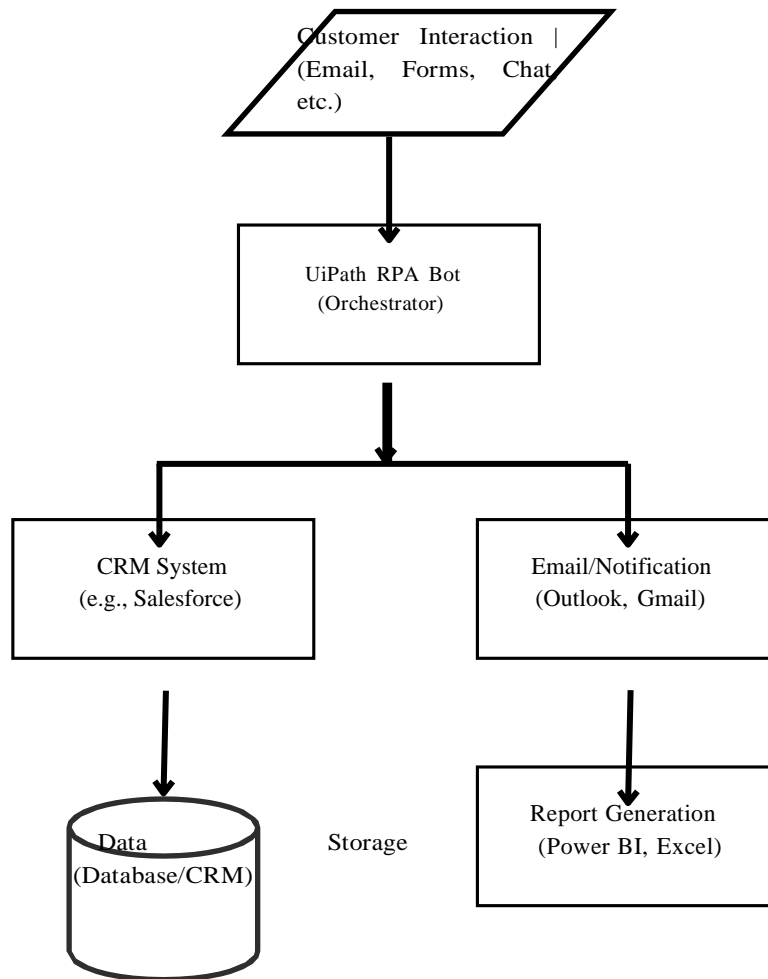 Customer Interaction |
(Email, Forms, Chat,
etc.)
UiPath RPA Bot
(Orchestrator)
CRM System
(e.g., Salesforce)
Email/Notification
(Outlook, Gmail)
Data Storage
(Database/CRM)
Report Generation
(Power BI, Excel)